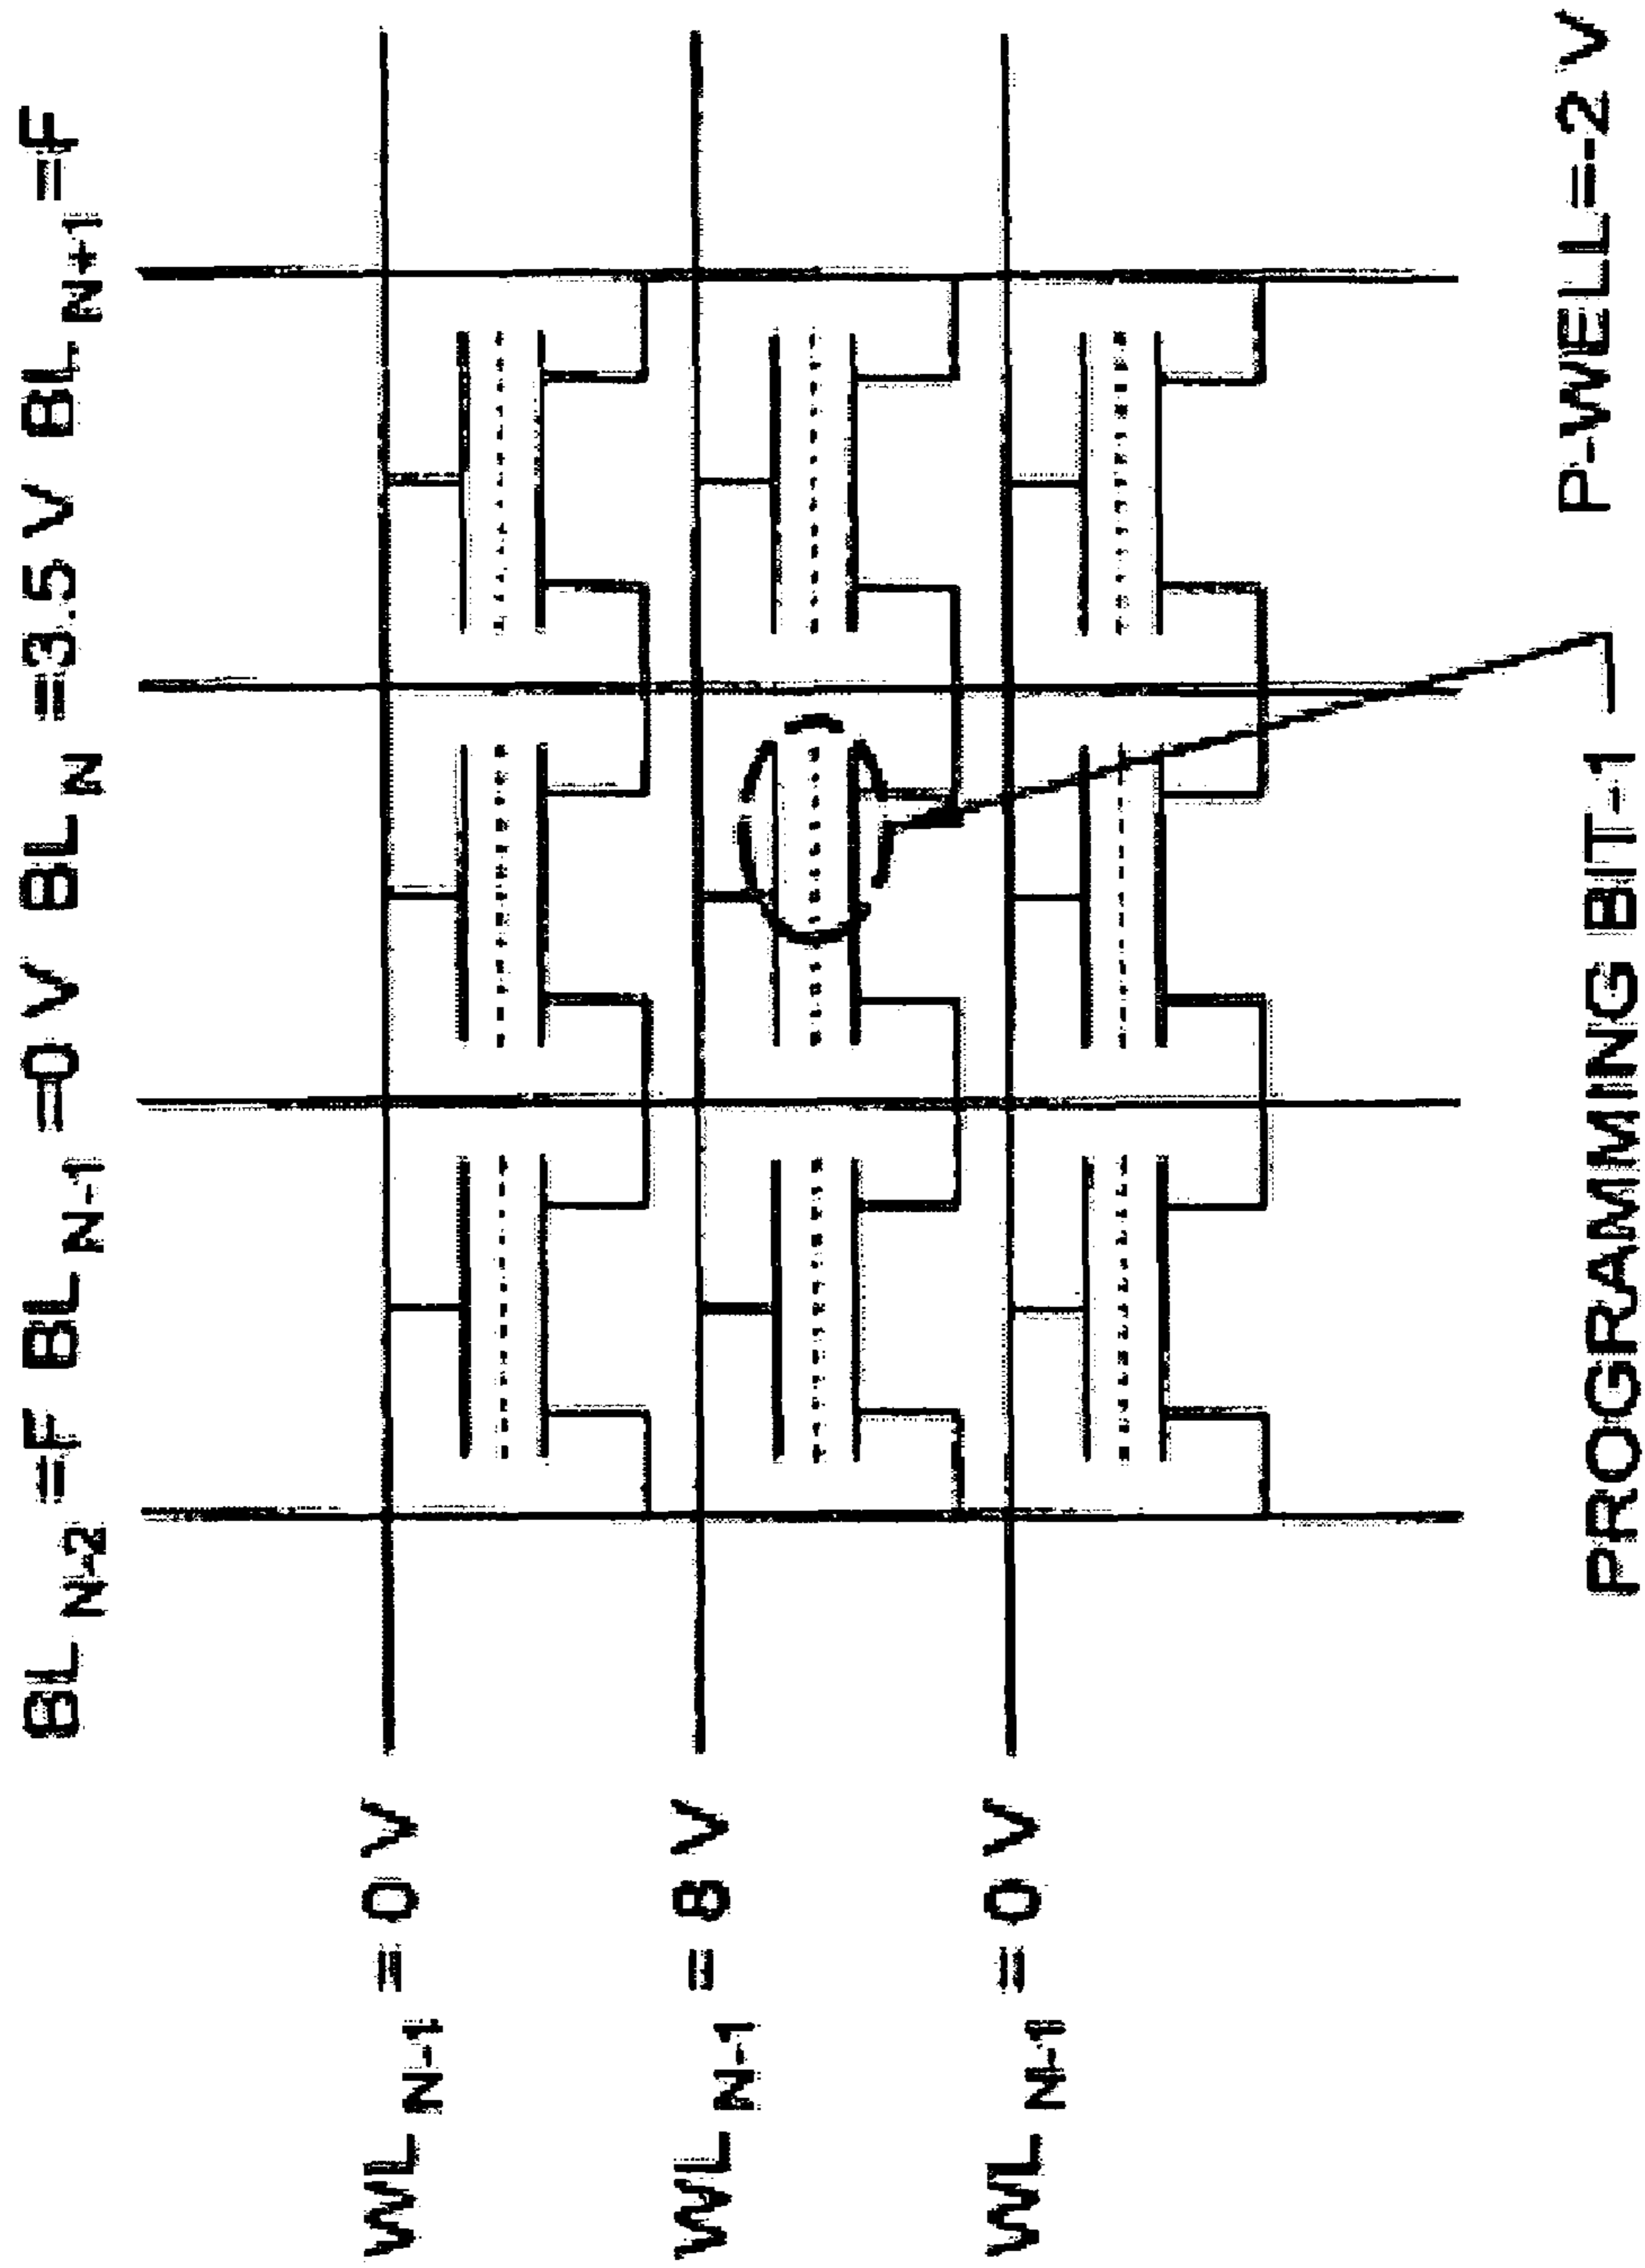 BL N-2 =F BL N-1 =0 V BL N =3.5 V BL N+1 =F
WL N-1 = 0 V
WL N-1 = 8 V
WL N-1 = 0 V
PROGRAMMING BIT-1
P-WELL=-2 V